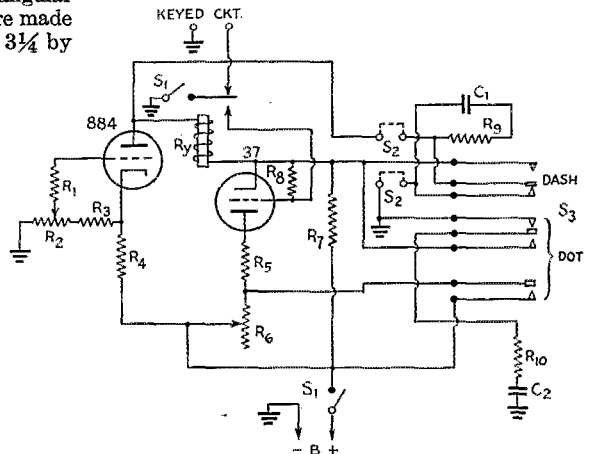 re made
3¼ by
KEYED CKT.
S1
884
Ry
37
R8
R1
R2
R3
R4
R5
R6
R7
S1
- B +
C1
R9
S2
S2
DASH
S3
DOT
R10
C2